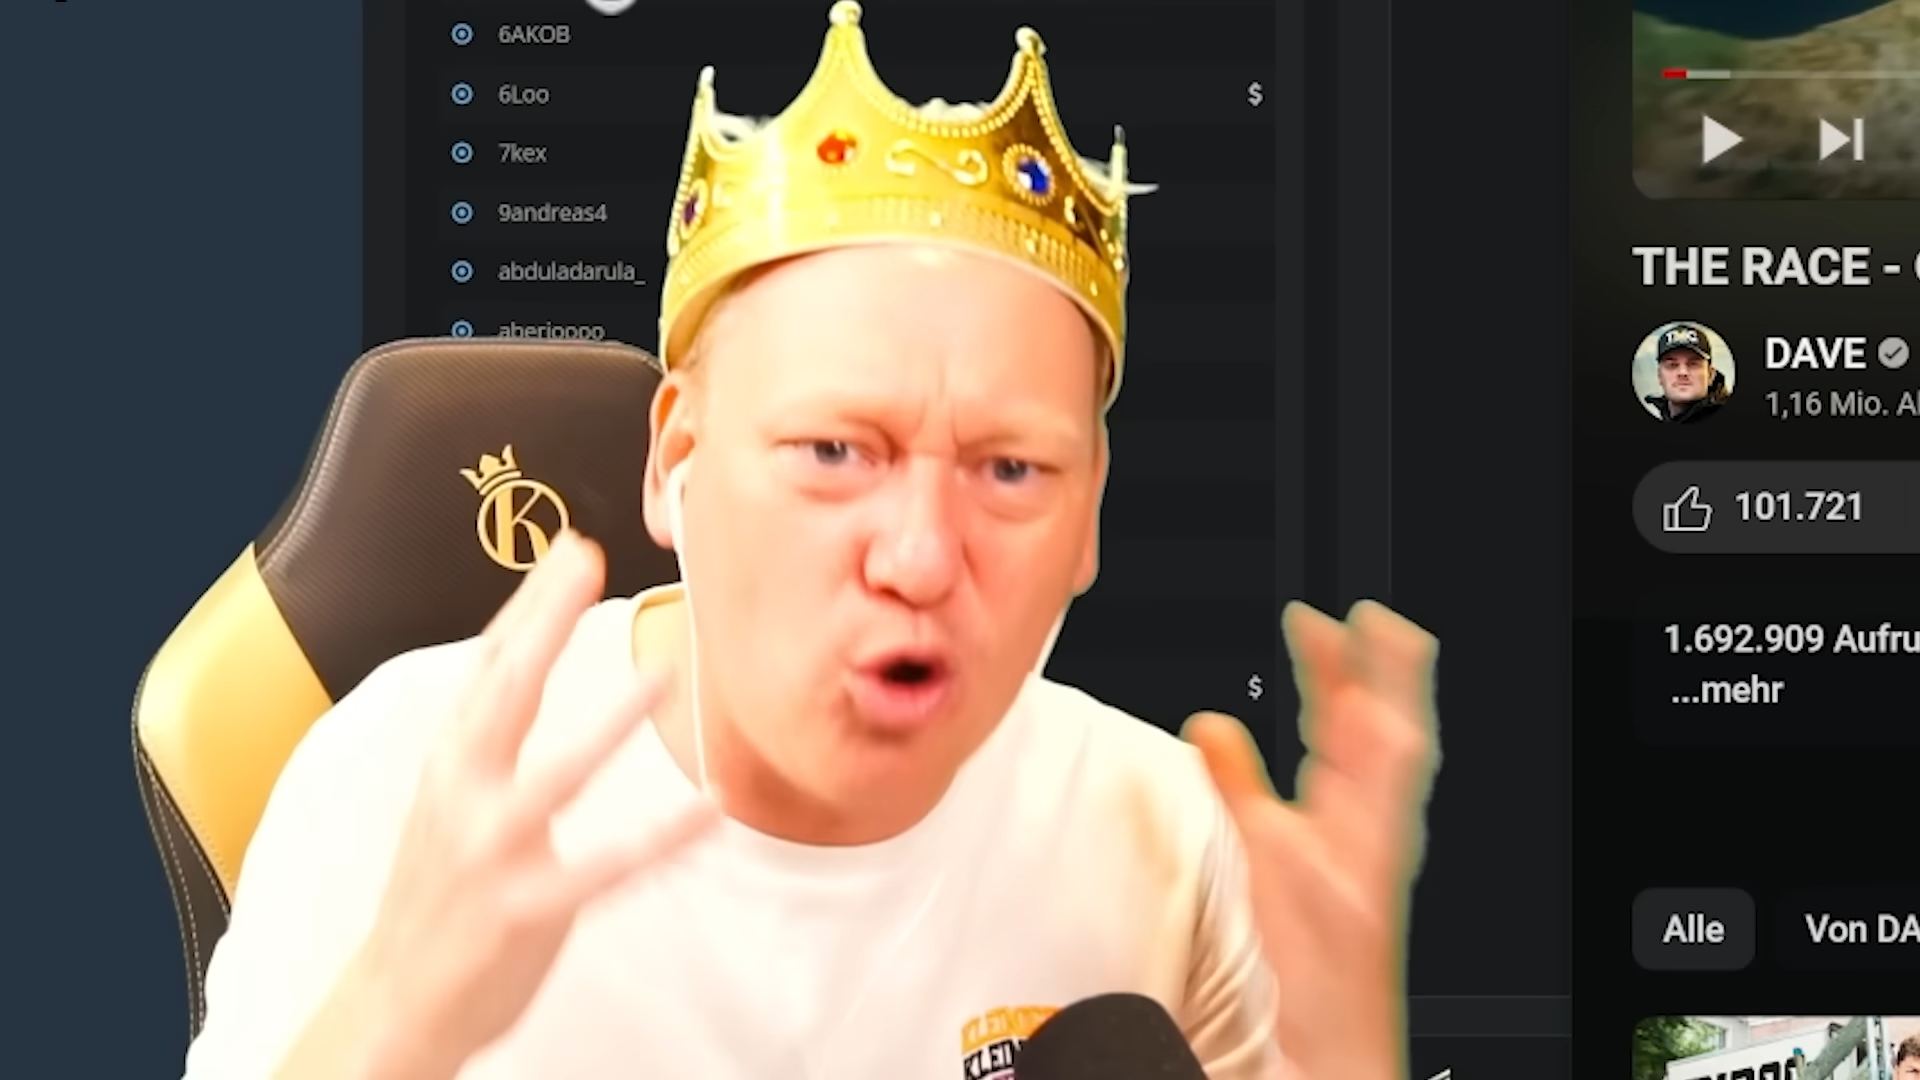 6AKOB
6Loo
$
7kex
9andreas4
abduladarula_
aberjoppo_
K
$
THE RACE -
DAVE
1,16 Mio.
101.721
1.692.909
...mehr
Alle
Von